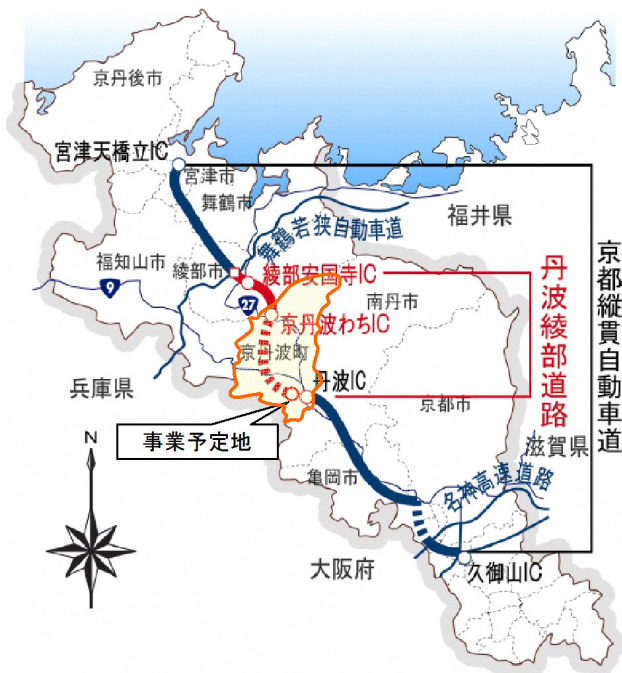 京丹後市
宮津天橋立IC
宮津市
舞鶴市
舞鶴若狭自動車道
福井県
福知山市
綾部市
綾部安国寺IC
9
27
南丹市
京丹波わちIC
京丹波町
兵庫県
丹波IC
京都市
丹波綾部道路
京都縦貫自動車道
滋賀県
事業予定地
N
亀岡市
名神高速道路
大阪府
久御山IC